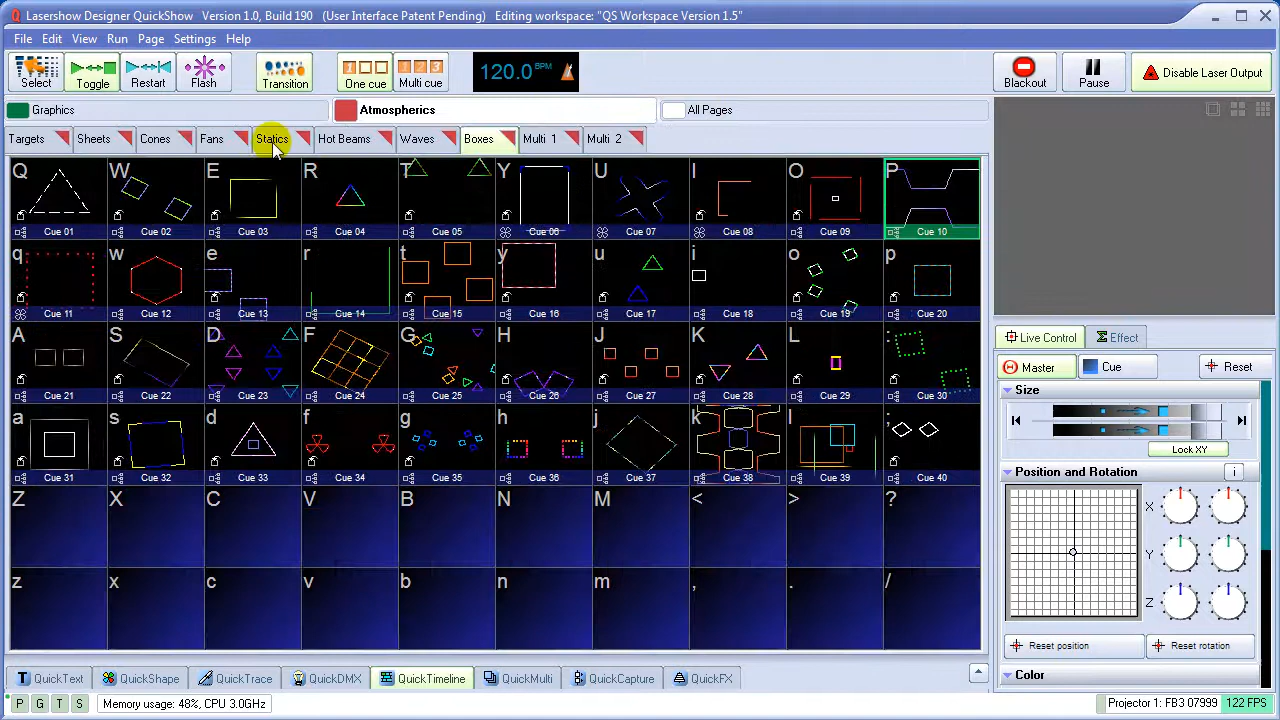 Lasershow Designer QuickShow Version 1.0, Build 190 (User Interface Patent Pending) Editing workspace: "QS Workspace Version 1.5"
File Edit View Run Page Settings Help
Select Toggle Restart Flash Transition One cue Multi cue 120.0 BPM Blackout Pause Disable Laser Output
Graphics Atmospherics All Pages
Targets Sheets Cones Fans Statics Hot Beams Waves Boxes Multi 1 Multi 2
Q W E R T Y U I O P
Cue 01 Cue 02 Cue 03 Cue 04 Cue 05 Cue 06 Cue 07 Cue 08 Cue 09 Cue 10
q w e r t y u i o p
Cue 11 Cue 12 Cue 13 Cue 14 Cue 15 Cue 16 Cue 17 Cue 18 Cue 19 Cue 20
A S D F G H J K L :
Cue 21 Cue 22 Cue 23 Cue 24 Cue 25 Cue 26 Cue 27 Cue 28 Cue 29 Cue 30
a s d f g h j k l ;
Cue 31 Cue 32 Cue 33 Cue 34 Cue 35 Cue 36 Cue 37 Cue 38 Cue 39 Cue 40
Z X C V B N M < > ?
z x c v b n m , . /
Live Control Effect
Master Cue Reset
Size
Lock XY
Position and Rotation i
X
Y
Z
Reset position Reset rotation
Color
QuickText QuickShape QuickTrace QuickDMX QuickTimeline QuickMulti QuickCapture QuickFX
P G T S Memory usage: 48%, CPU 3.0GHz Projector 1: FB3 07999 122 FPS